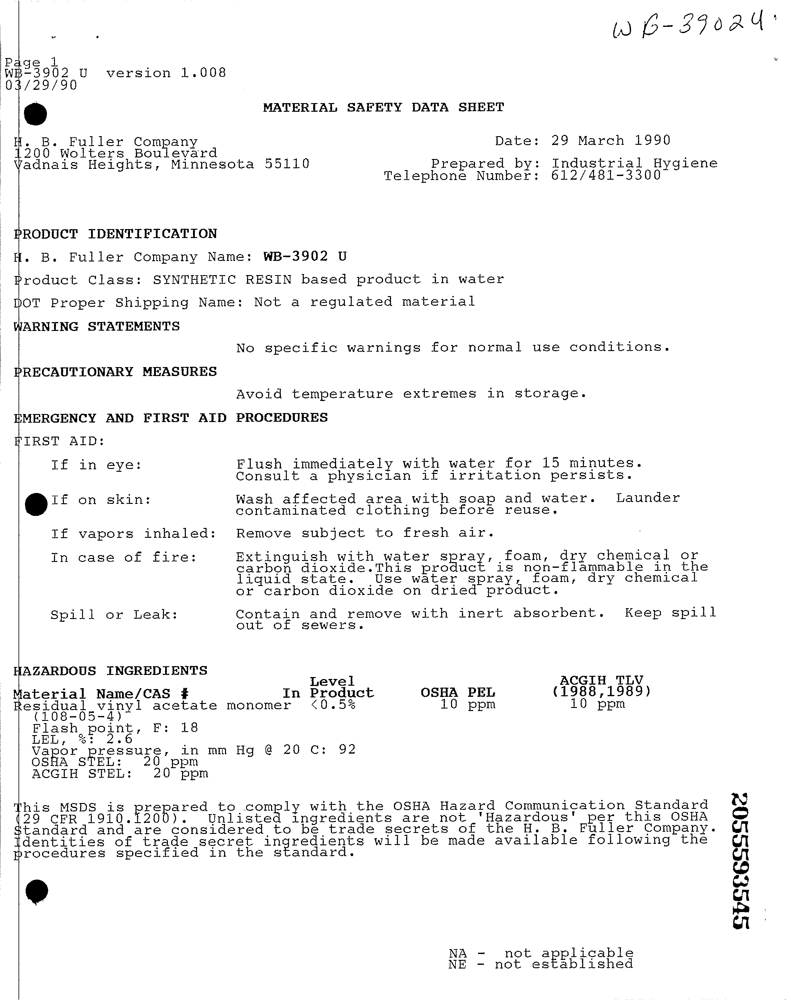 WB-3902U
Page 1
WB-3902 U version 1.008
03/29/90
MATERIAL SAFETY DATA SHEET
H. B. Fuller Company Date: 29 March 1990
1200 Wolters Boulevard
Vadnais Heights, Minnesota 55110 Prepared by: Industrial Hygiene
Telephone Number: 612/481-3300
PRODUCT IDENTIFICATION
H. B. Fuller Company Name: WB-3902 U
Product Class: SYNTHETIC RESIN based product in water
DOT Proper Shipping Name: Not a regulated material
WARNING STATEMENTS
No specific warnings for normal use conditions.
PRECAUTIONARY MEASURES
Avoid temperature extremes in storage.
EMERGENCY AND FIRST AID PROCEDURES
FIRST AID:
If in eye: Flush immediately with water for 15 minutes.
Consult a physician if irritation persists.
If on skin: Wash affected area with soap and water. Launder
contaminated clothing before reuse.
If vapors inhaled: Remove subject to fresh air.
In case of fire: Extinguish with water spray, foam, dry chemical or
carbon dioxide.This product is non-flammable in the
liquid state. Use water spray, foam, dry chemical
or carbon dioxide on dried product.
Spill or Leak: Contain and remove with inert absorbent. Keep spill
out of sewers.
HAZARDOUS INGREDIENTS
Level ACGIH TLV
Material Name/CAS # In Product OSHA PEL (1988,1989)
Residual vinyl acetate monomer <0.5% 10 ppm 10 ppm
(108-05-4)
Flash point, F: 18
LEL, %: 2.6
Vapor pressure, in mm Hg @ 20 C: 92
OSHA STEL: 20 ppm
ACGIH STEL: 20 ppm
This MSDS is prepared to comply with the OSHA Hazard Communication Standard
(29 CFR 1910.1200). Unlisted ingredients are not 'Hazardous' per this OSHA
Standard and are considered to be trade secrets of the H. B. Fuller Company.
Identities of trade secret ingredients will be made available following the
procedures specified in the standard.
2055593545
NA - not applicable
NE - not established